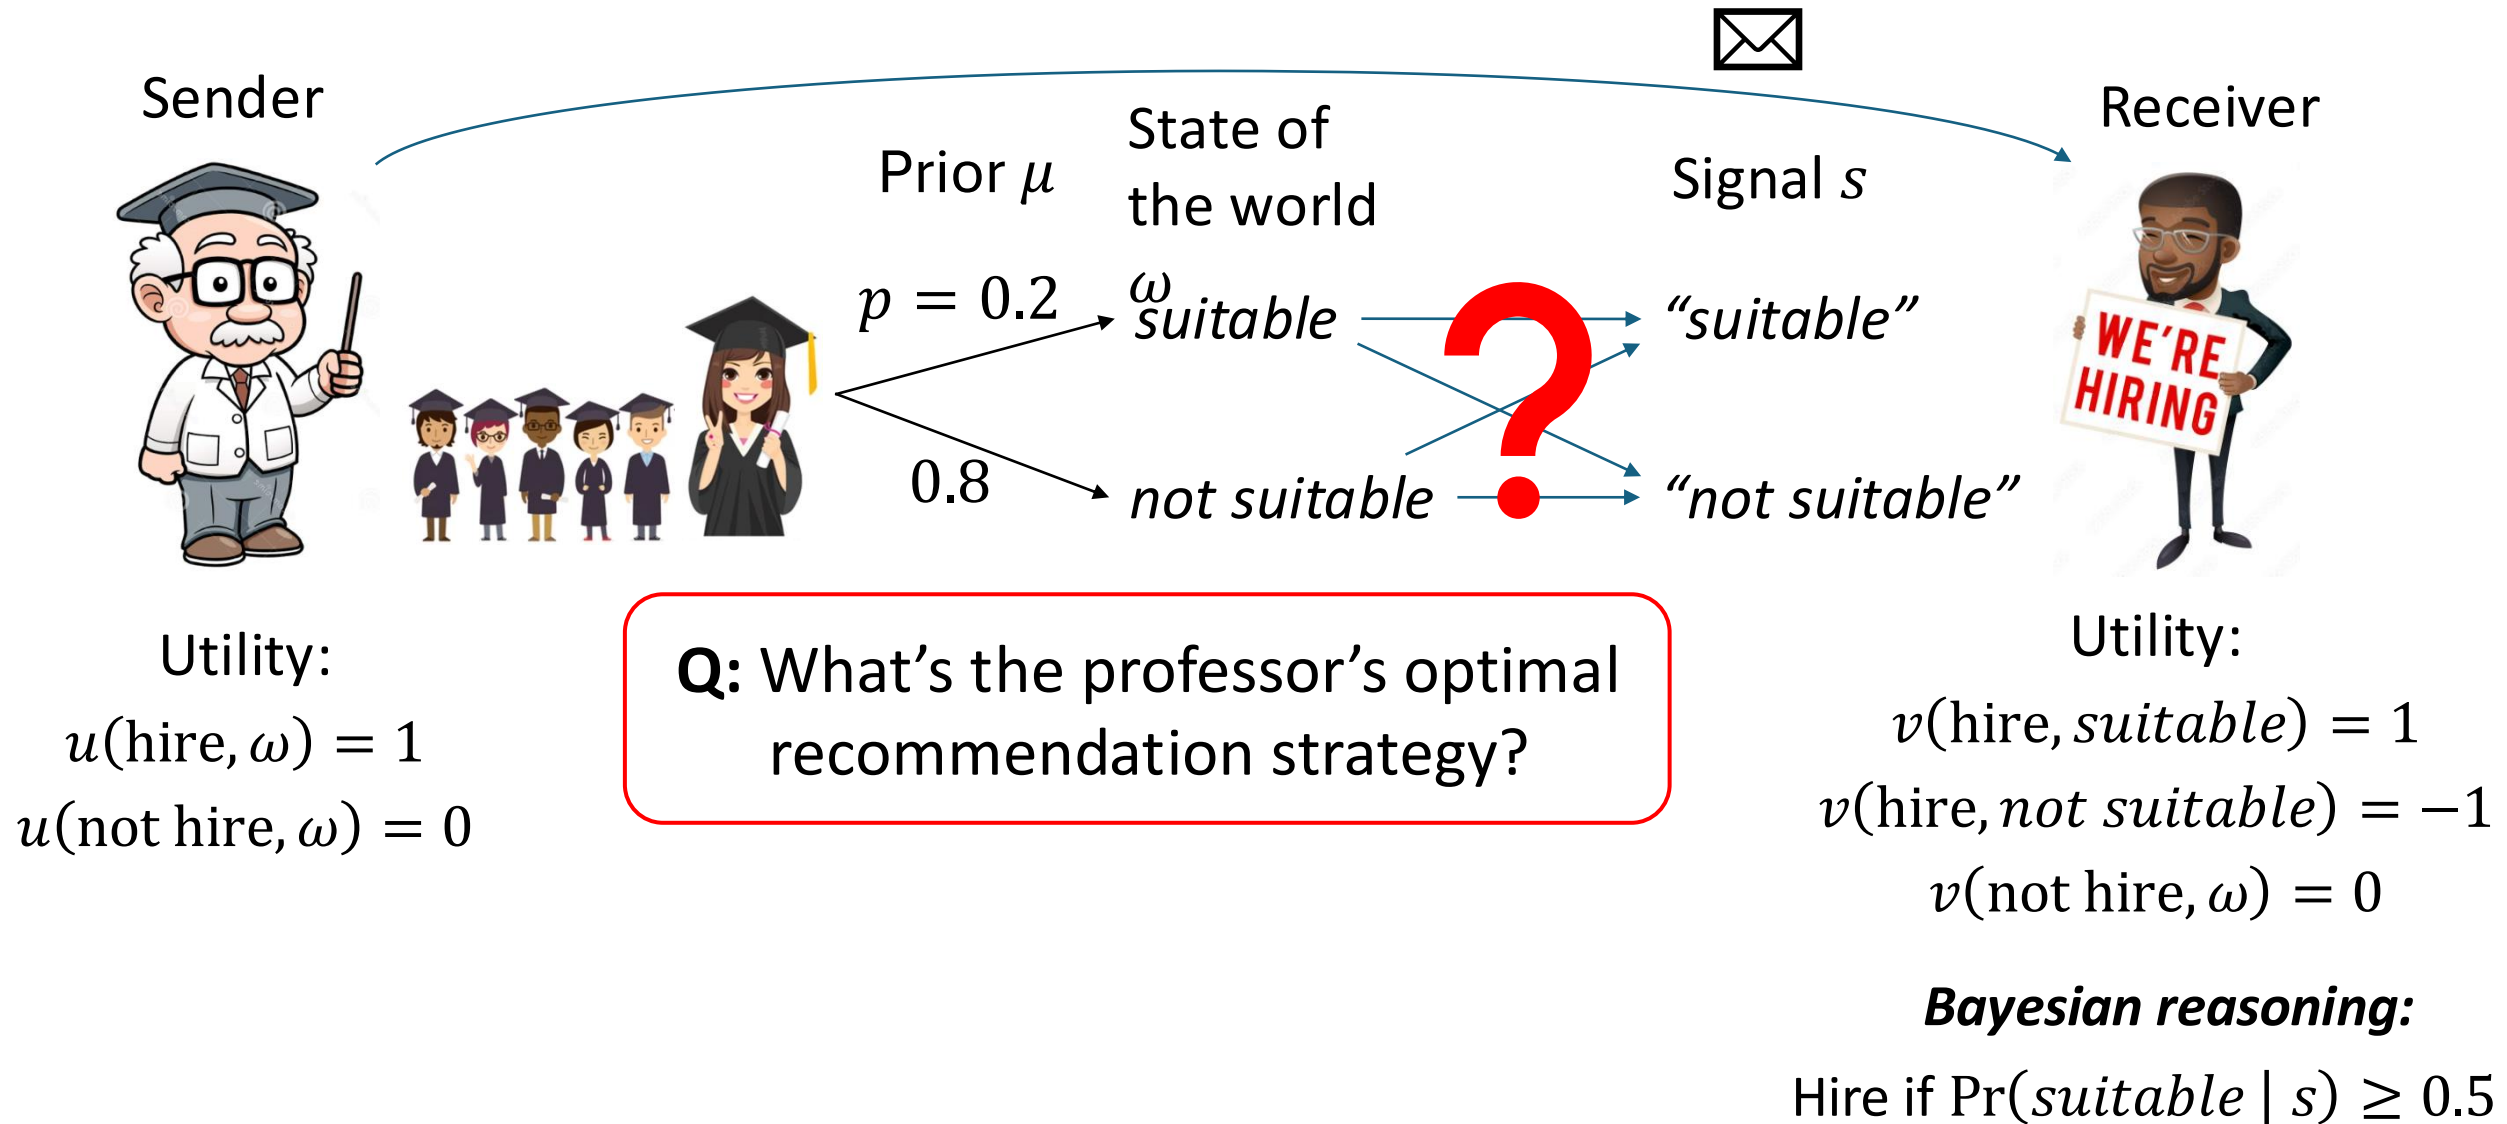 Sender
Prior μ
State of
the world
ω
Signal s
Receiver
p = 0.2
0.8
suitable
not suitable
“suitable”
“not suitable”
WE’RE
HIRING
Utility:
u(hire, ω) = 1
u(not hire, ω) = 0
Q: What’s the professor’s optimal
recommendation strategy?
Utility:
v(hire, suitable) = 1
v(hire, not suitable) = −1
v(not hire, ω) = 0
Bayesian reasoning:
Hire if Pr(suitable | s) ≥ 0.5